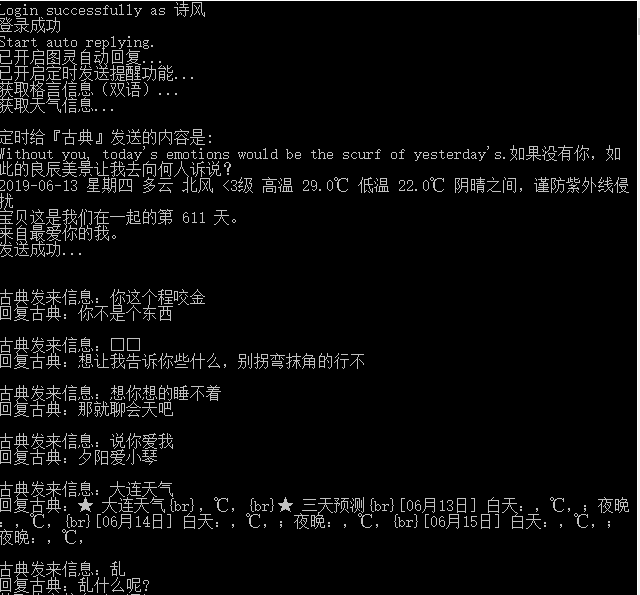 Login successfully as 诗风
登录成功
Start auto replying.
已开启图灵自动回复...
已开启定时发送提醒功能...
获取格言信息（双语）...
获取天气信息...
定时给『古典』发送的内容是:
Without you, today's emotions would be the scurf of yesterday's.如果没有你，如
此的良辰美景让我去向何人诉说？
2019-06-13 星期四 多云 北风 <3级 高温 29.0℃ 低温 22.0℃ 阴晴之间，谨防紫外线侵
扰
宝贝这是我们在一起的第 611 天。
来自最爱你的我。
发送成功...
古典发来信息：你这个程咬金
回复古典：你不是个东西
古典发来信息：□□
回复古典：想让我告诉你些什么，别拐弯抹角的行不
古典发来信息：想你想的睡不着
回复古典：那就聊会天吧
古典发来信息：说你爱我
回复古典：夕阳爱小琴
古典发来信息：大连天气
回复古典：★ 大连天气{br}，℃，{br}★ 三天预测{br}[06月13日] 白天：，℃，；夜晚
：，℃，{br}[06月14日] 白天：，℃，；夜晚：，℃，{br}[06月15日] 白天：，℃，；
夜晚：，℃，
古典发来信息：乱
回复古典：乱什么呢？